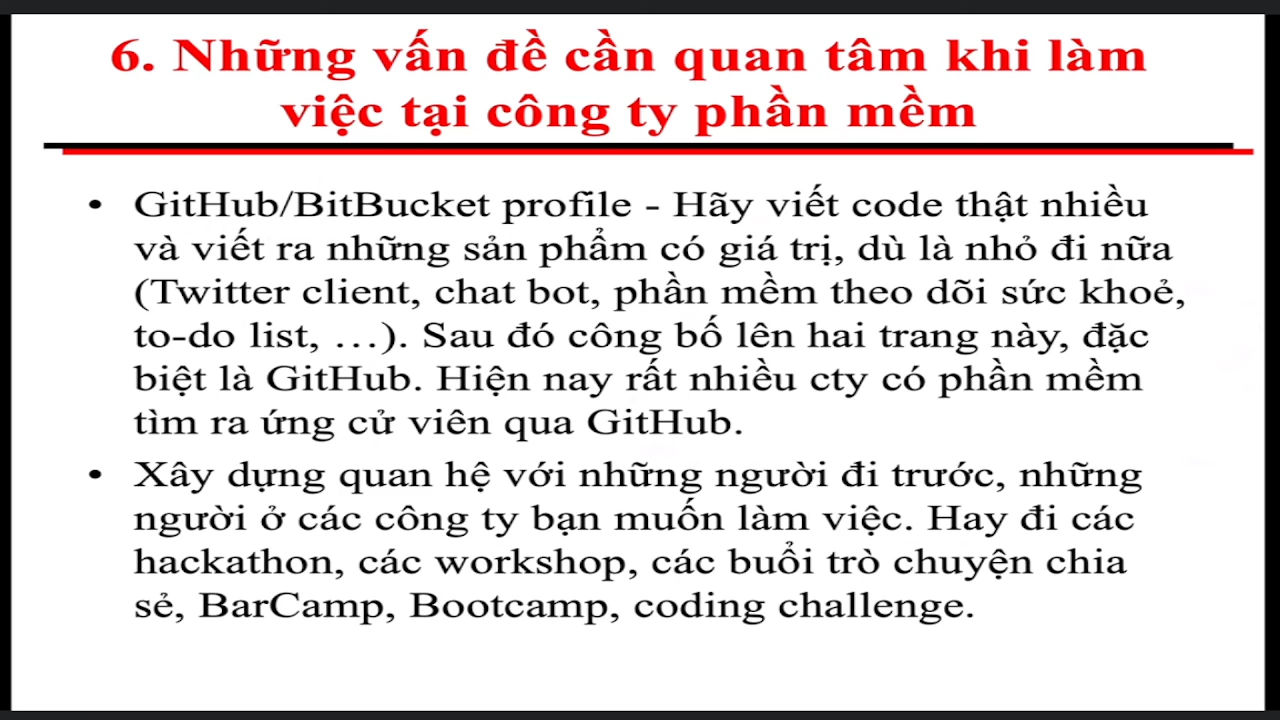 6. Những vấn đề cần quan tâm khi làm
việc tại công ty phần mềm
• GitHub/BitBucket profile - Hãy viết code thật nhiều
và viết ra những sản phẩm có giá trị, dù là nhỏ đi nữa
(Twitter client, chat bot, phần mềm theo dõi sức khoẻ,
to-do list, …). Sau đó công bố lên hai trang này, đặc
biệt là GitHub. Hiện nay rất nhiều cty có phần mềm
tìm ra ứng cử viên qua GitHub.
• Xây dựng quan hệ với những người đi trước, những
người ở các công ty bạn muốn làm việc. Hay đi các
hackathon, các workshop, các buổi trò chuyện chia
sẻ, BarCamp, Bootcamp, coding challenge.